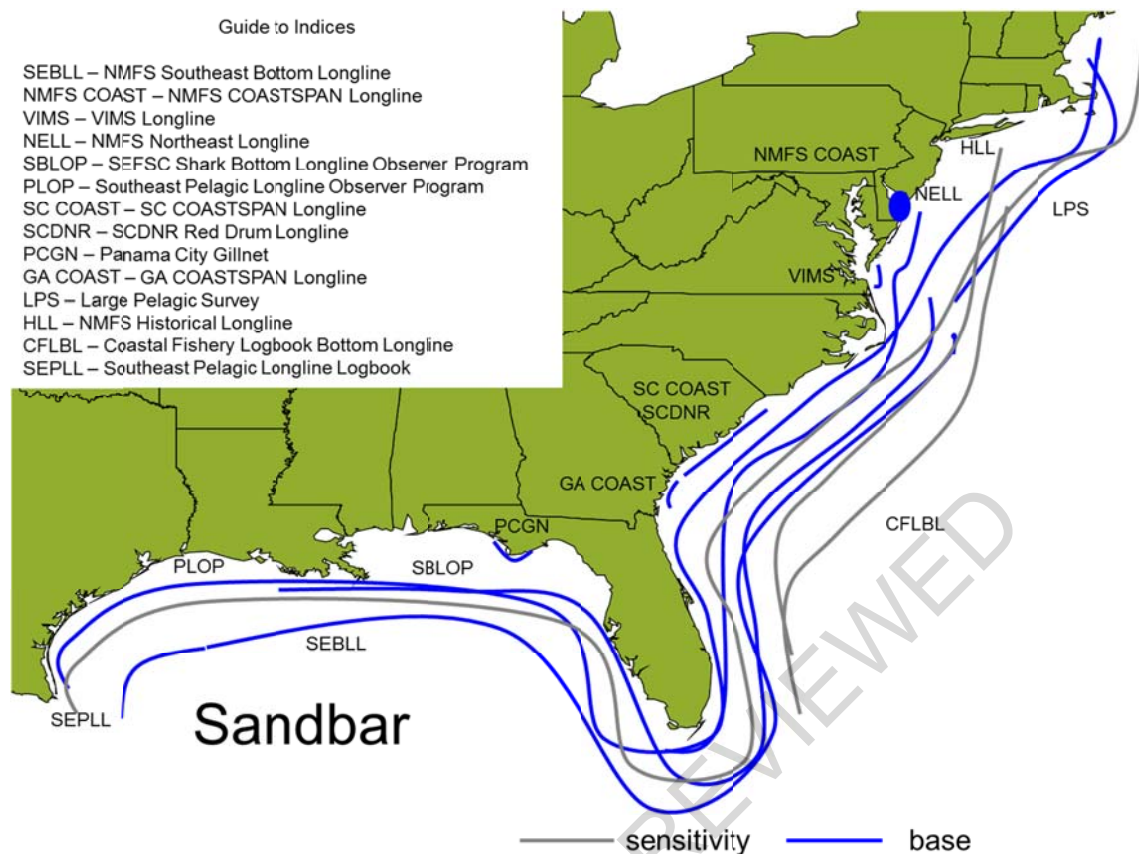 Guide to Indices
SEBLL – NMFS Southeast Bottom Longline
NMFS COAST – NMFS COASTSPAN Longline
VIMS – VIMS Longline
NELL – NMFS Northeast Longline
SBLOP – SEFSC Shark Bottom Longline Observer Program
PLOP – Southeast Pelagic Longline Observer Program
SC COAST – SC COASTSPAN Longline
SCDNR – SCDNR Red Drum Longline
PCGN – Panama City Gillnet
GA COAST – GA COASTSPAN Longline
LPS – Large Pelagic Survey
HLL – NMFS Historical Longline
CFLBL – Coastal Fishery Logbook Bottom Longline
SEPLL – Southeast Pelagic Longline Logbook
NMFS COAST
HLL
NELL
LPS
VIMS
SC COAST
SCDNR
GA COAST
CFLBL
PCGN
PLOP
SBLOP
SEBLL
SEPLL
Sandbar
REVIEWED
sensitivity
base